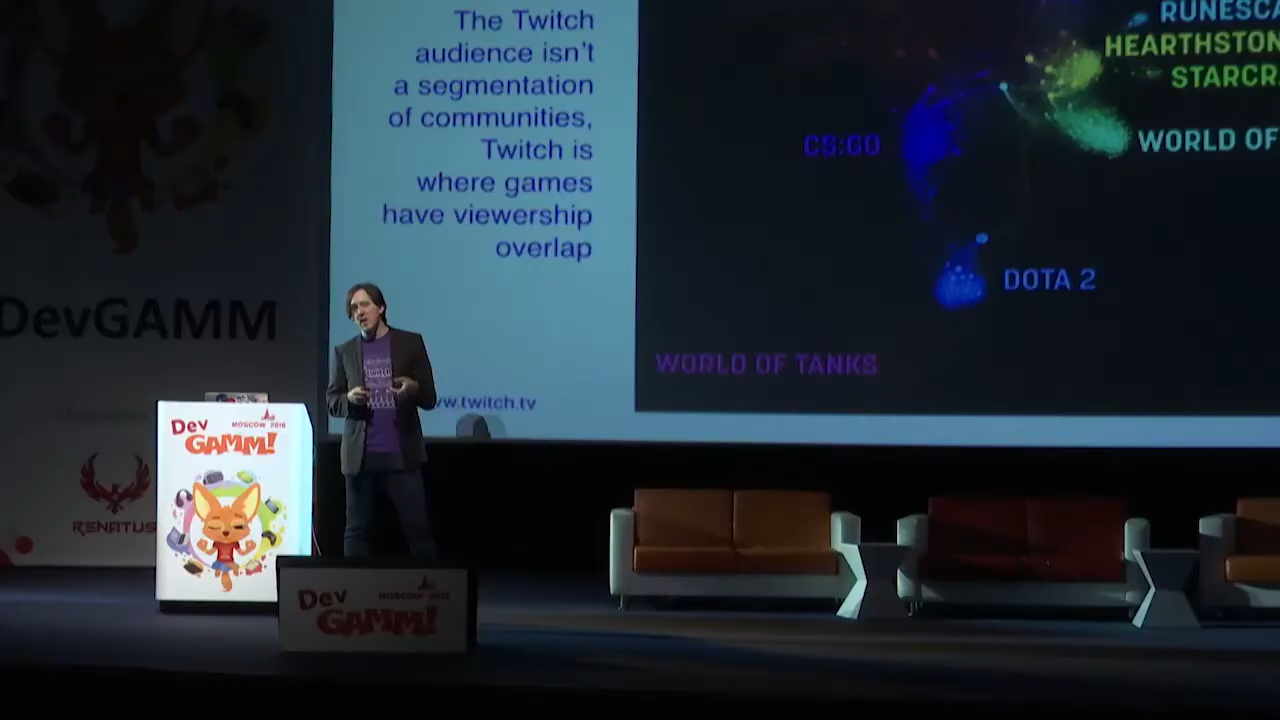 The Twitch
audience isn't
a segmentation
of communities,
Twitch is
where games
have viewership
overlap
RUNESCA
HEARTHSTON
STARCR
CS:GO
WORLD OF
DOTA 2
WORLD OF TANKS
w.twitch.tv
DevGAMM
RENATUS
Dev
GAMM!
MOSCOW 2016
twitch
Dev
GAMM!
MOSCOW 2016